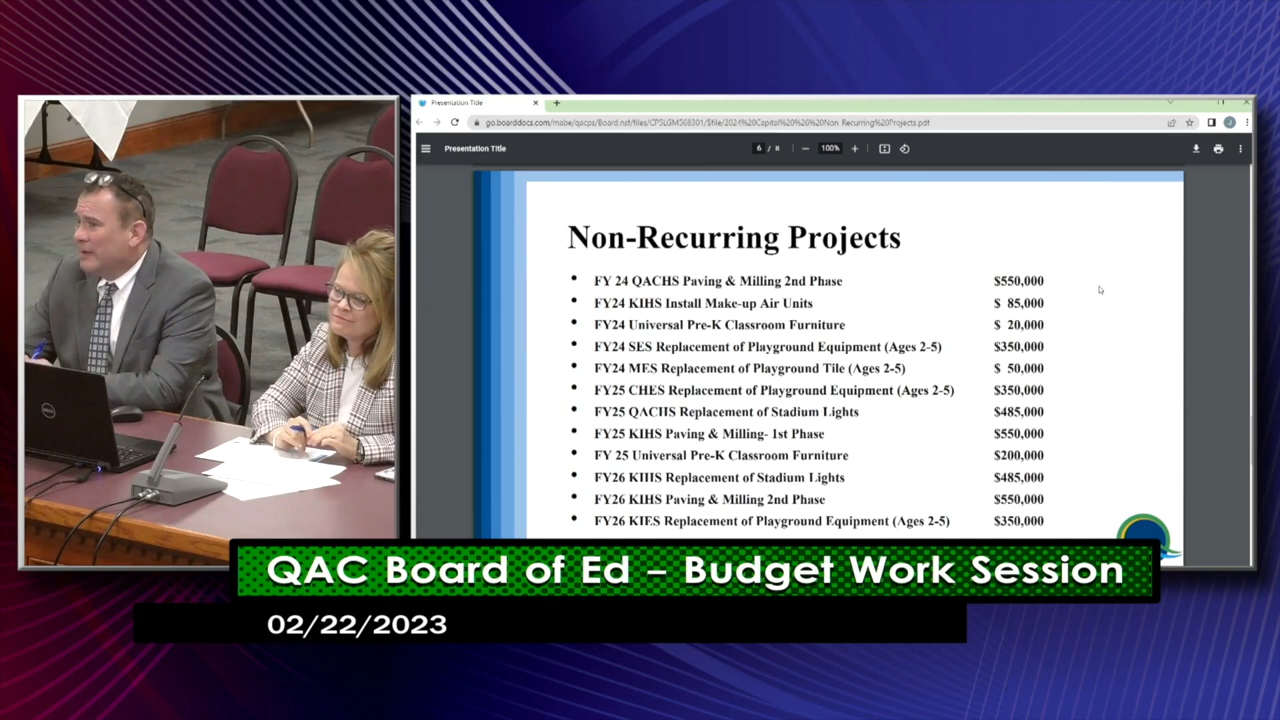 Presentation Title
go.boarddocs.com/mabe/qacps/Board.nsf/files/CP5LGM568301/$file/2024%20Capital%20%26%20Non Recurring%20Projects.pdf
Presentation Title
6 / 8
100%
Non-Recurring Projects
• FY 24 QACHS Paving & Milling 2nd Phase $550,000
• FY24 KIHS Install Make-up Air Units $ 85,000
• FY24 Universal Pre-K Classroom Furniture $ 20,000
• FY24 SES Replacement of Playground Equipment (Ages 2-5) $350,000
• FY24 MES Replacement of Playground Tile (Ages 2-5) $ 50,000
• FY25 CHES Replacement of Playground Equipment (Ages 2-5) $350,000
• FY25 QACHS Replacement of Stadium Lights $485,000
• FY25 KIHS Paving & Milling- 1st Phase $550,000
• FY 25 Universal Pre-K Classroom Furniture $200,000
• FY26 KIHS Replacement of Stadium Lights $485,000
• FY26 KIHS Paving & Milling 2nd Phase $550,000
• FY26 KIES Replacement of Playground Equipment (Ages 2-5) $350,000
DELL
QAC Board of Ed – Budget Work Session
02/22/2023